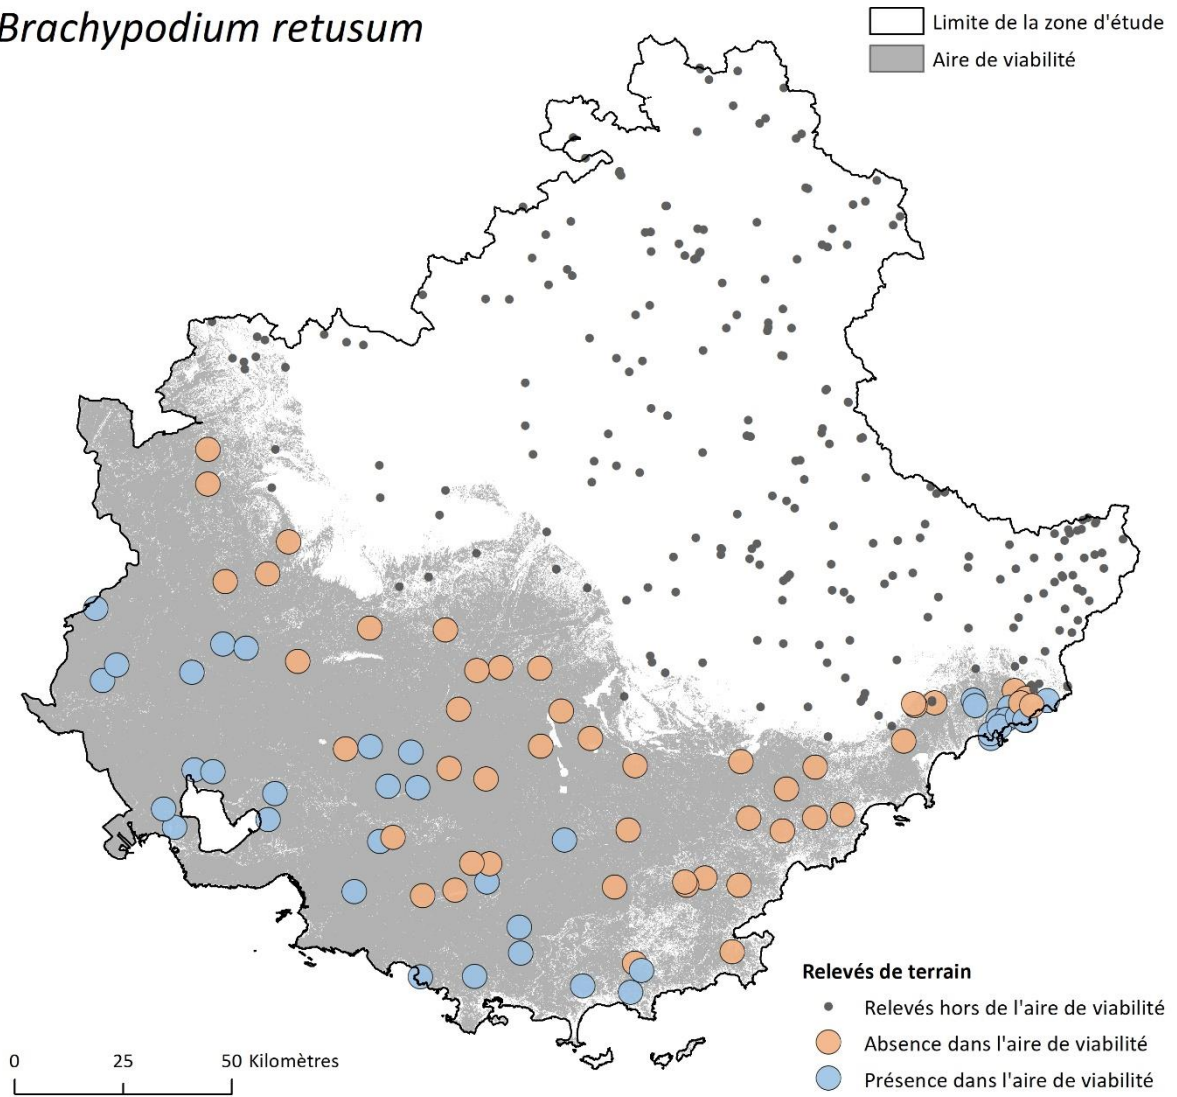 Brachypodium retusum
Limite de la zone d'étude
Aire de viabilité
Relevés de terrain
Relevés hors de l'aire de viabilité
Absence dans l'aire de viabilité
Présence dans l'aire de viabilité
0 25 50 Kilomètres